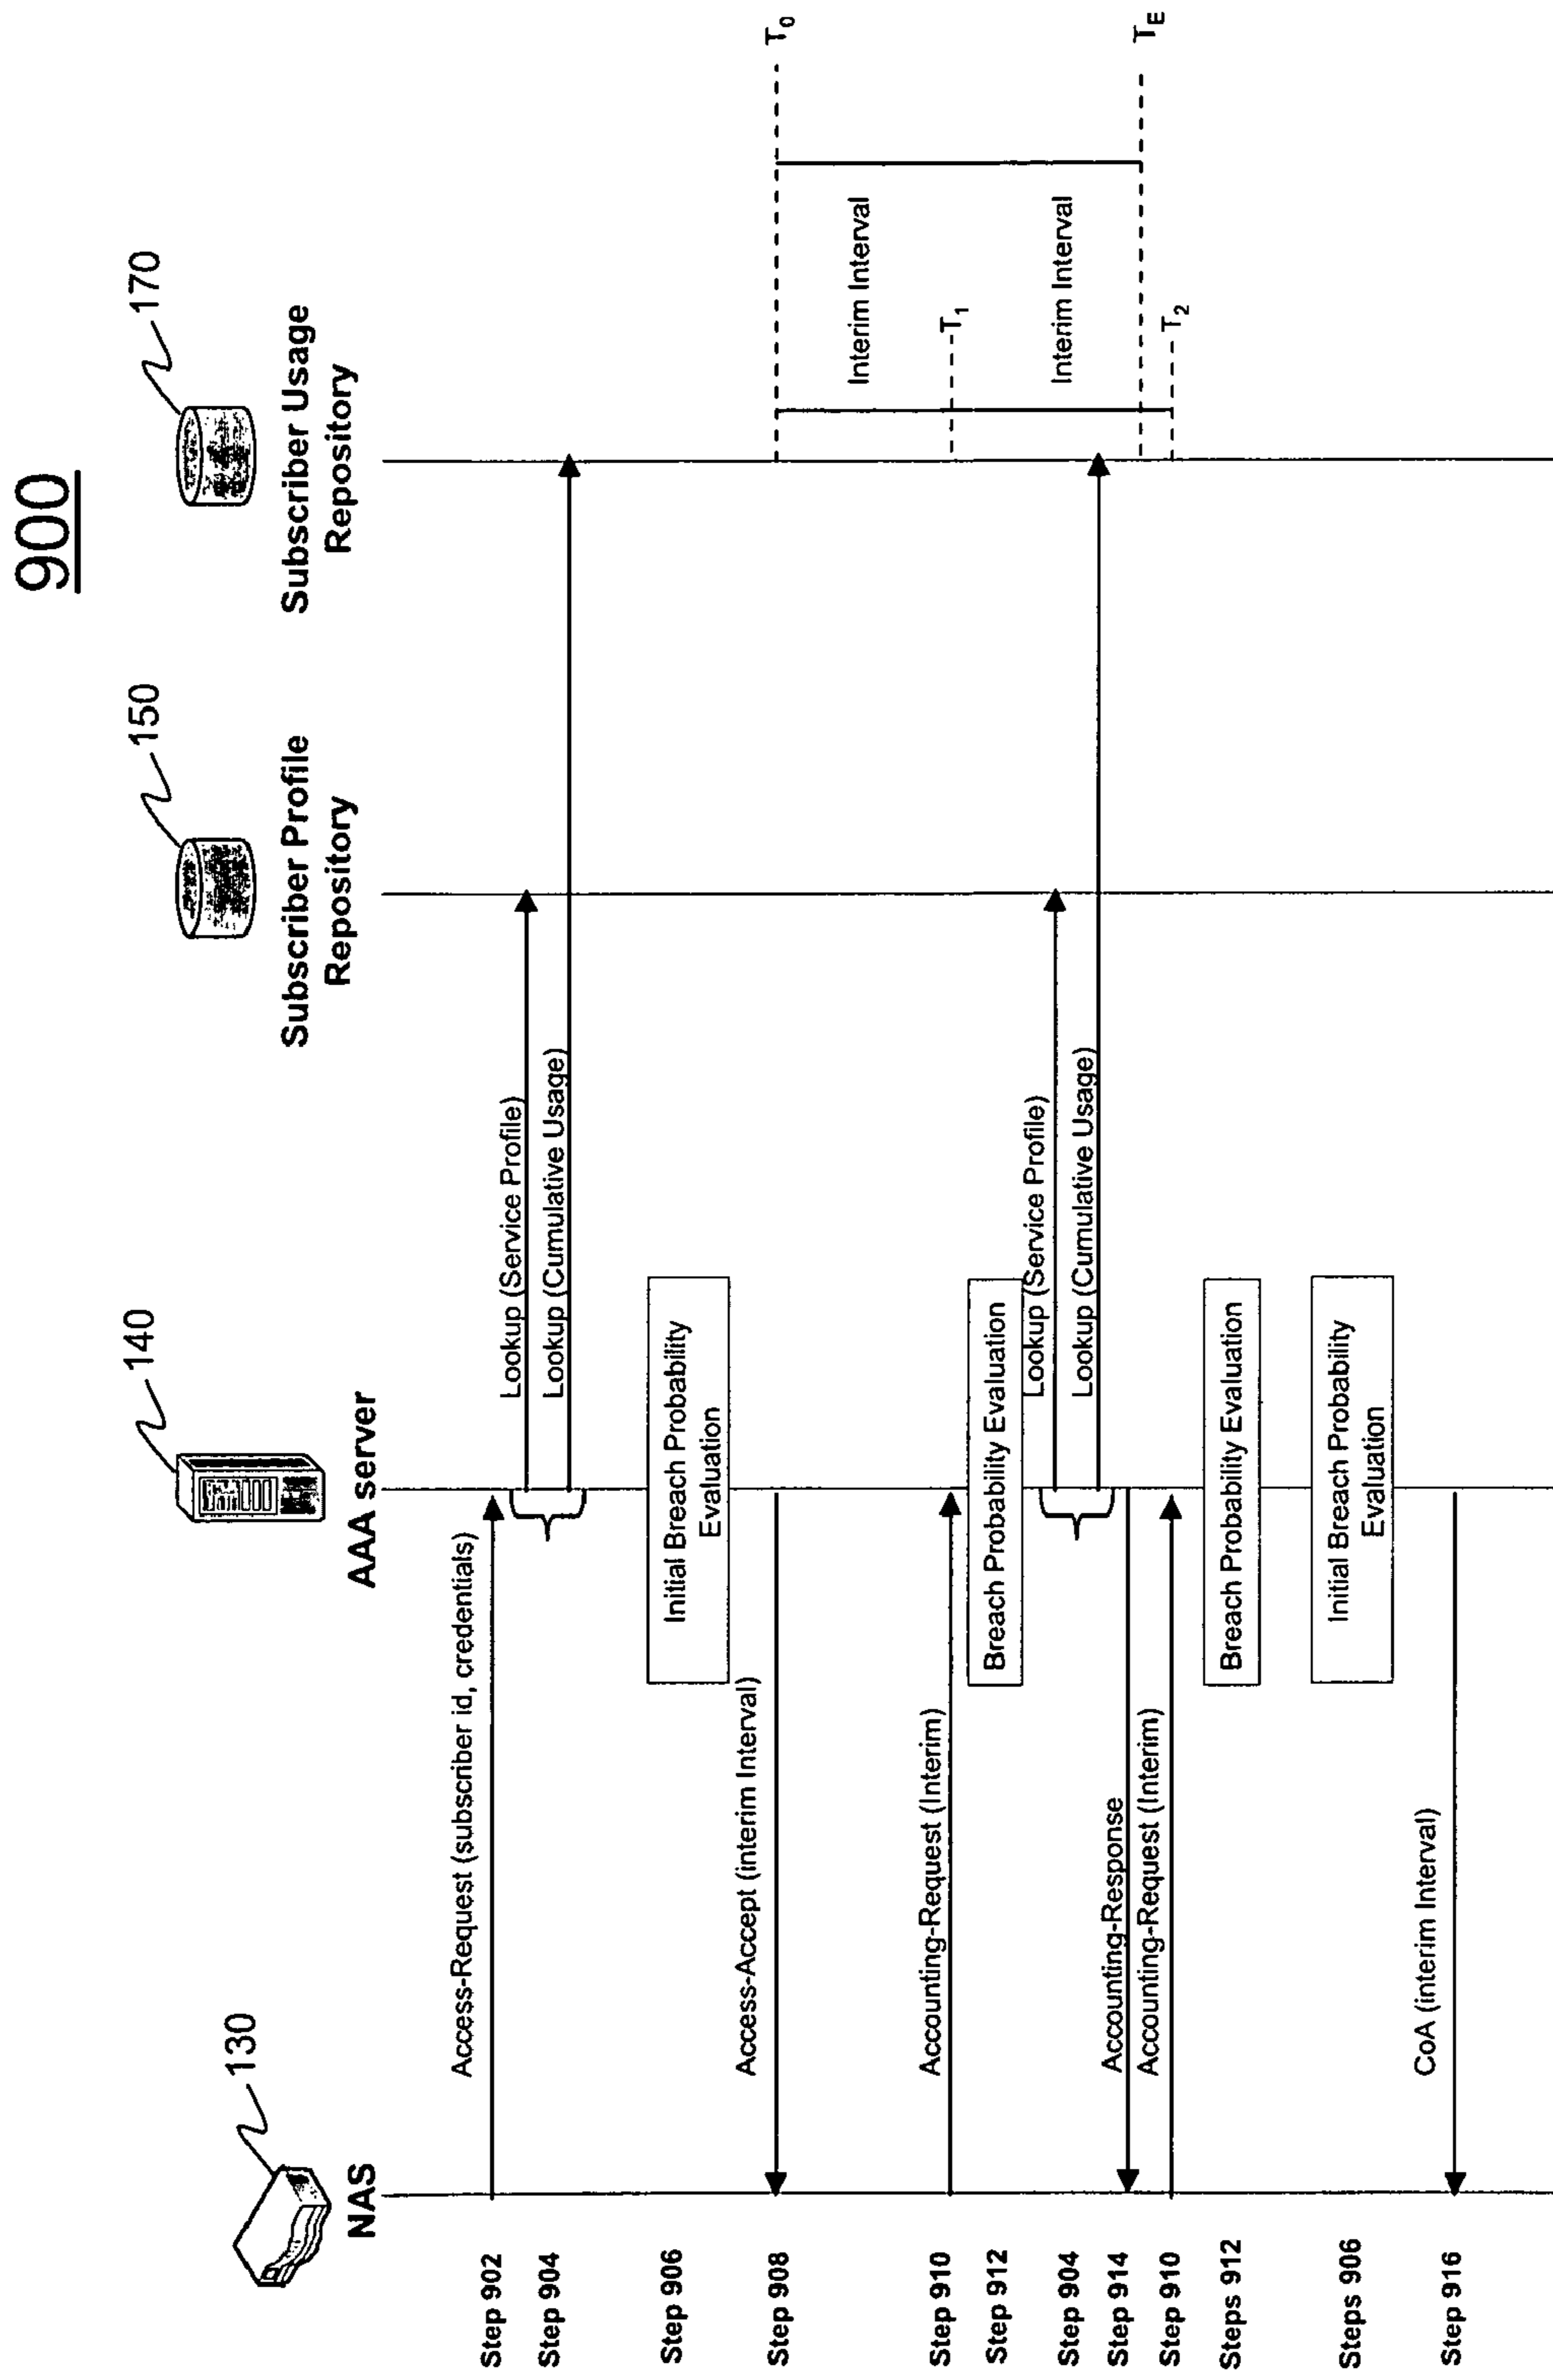 900
130
140
150
170
NAS
AAA server
Subscriber Profile
Repository
Subscriber Usage
Repository
Step 902
Access-Request (subscriber id, credentials)
Step 904
Lookup (Service Profile)
Lookup (Cumulative Usage)
Step 906
Initial Breach Probability
Evaluation
Step 908
Access-Accept (interim Interval)
T0
Interim Interval
Step 910
Accounting-Request (Interim)
T1
Step 912
Breach Probability Evaluation
Interim Interval
Step 904
Lookup (Service Profile)
Lookup (Cumulative Usage)
Step 914
Accounting-Response
TE
Step 910
Accounting-Request (Interim)
T2
Steps 912
Breach Probability Evaluation
Steps 906
Initial Breach Probability
Evaluation
Step 916
CoA (interim Interval)